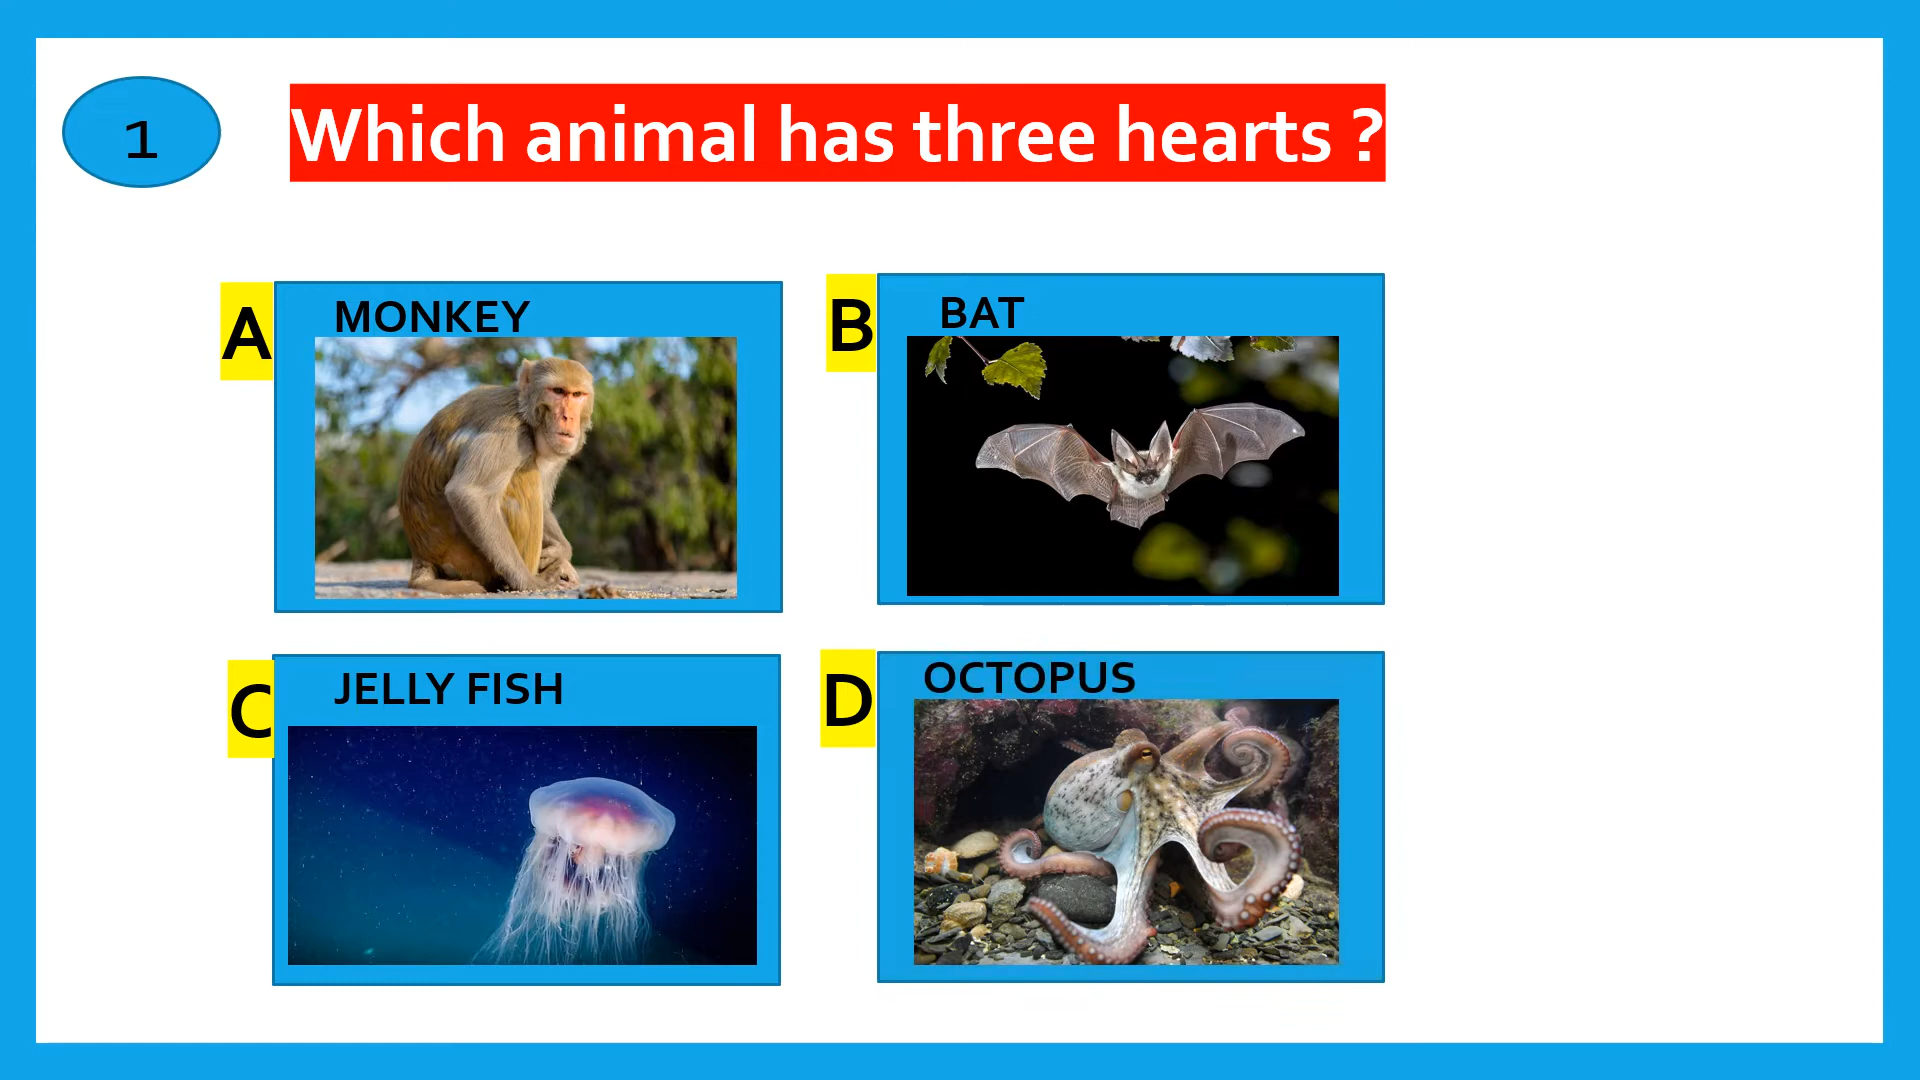 1
Which animal has three hearts ?
A
MONKEY
B
BAT
C
JELLY FISH
D
OCTOPUS